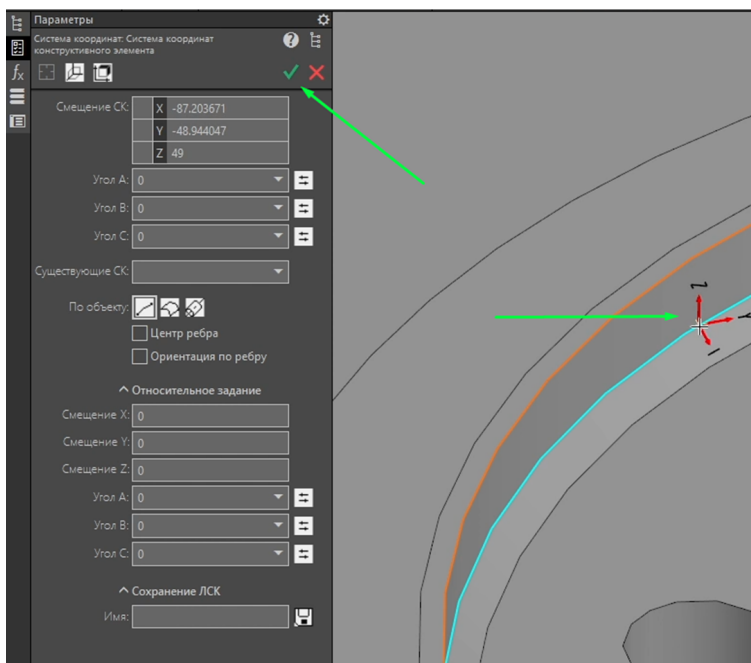 Параметры
Система координат: Система координат
конструктивного элемента
Смещение СК:
X -87.203671
Y -48.944047
Z 49
Угол A: 0
Угол B: 0
Угол C: 0
Существующие СК:
По объекту:
Центр ребра
Ориентация по ребру
Относительное задание
Смещение X: 0
Смещение Y: 0
Смещение Z: 0
Угол A: 0
Угол B: 0
Угол C: 0
Сохранение ЛСК
Имя:
fx
Z
Y